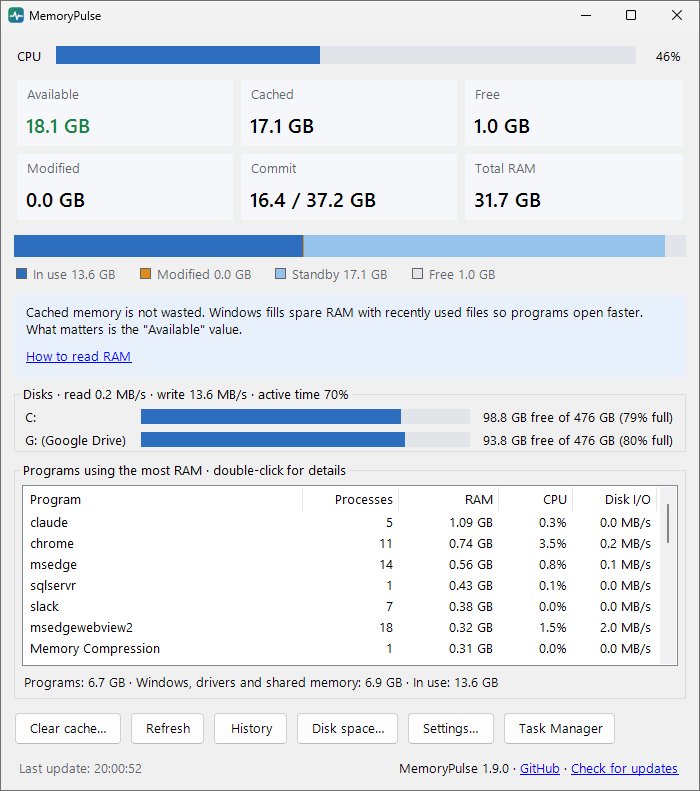 MemoryPulse
CPU 46%
Available Cached Free
18.1 GB 17.1 GB 1.0 GB
Modified Commit Total RAM
0.0 GB 16.4 / 37.2 GB 31.7 GB
In use 13.6 GB Modified 0.0 GB Standby 17.1 GB Free 1.0 GB
Cached memory is not wasted. Windows fills spare RAM with recently used files so programs open faster.
What matters is the "Available" value.
How to read RAM
Disks · read 0.2 MB/s · write 13.6 MB/s · active time 70%
C: 98.8 GB free of 476 GB (79% full)
G: (Google Drive) 93.8 GB free of 476 GB (80% full)
Programs using the most RAM · double-click for details
Program Processes RAM CPU Disk I/O
claude 5 1.09 GB 0.3% 0.0 MB/s
chrome 11 0.74 GB 3.5% 0.2 MB/s
msedge 14 0.56 GB 0.8% 0.1 MB/s
sqlservr 1 0.43 GB 0.1% 0.0 MB/s
slack 7 0.38 GB 0.0% 0.0 MB/s
msedgewebview2 18 0.32 GB 1.5% 2.0 MB/s
Memory Compression 1 0.31 GB 0.0% 0.0 MB/s
Programs: 6.7 GB · Windows, drivers and shared memory: 6.9 GB · In use: 13.6 GB
Clear cache... Refresh History Disk space... Settings... Task Manager
Last update: 20:00:52 MemoryPulse 1.9.0 · GitHub · Check for updates